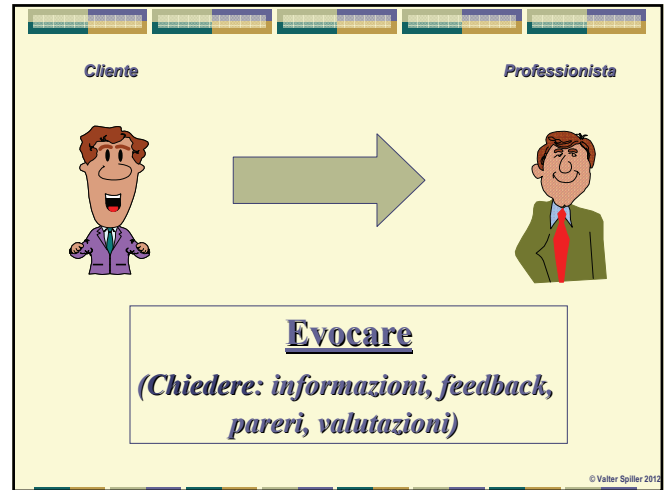 Cliente
Professionista
Evocare
(Chiedere: informazioni, feedback,
pareri, valutazioni)
© Valter Spiller 2012